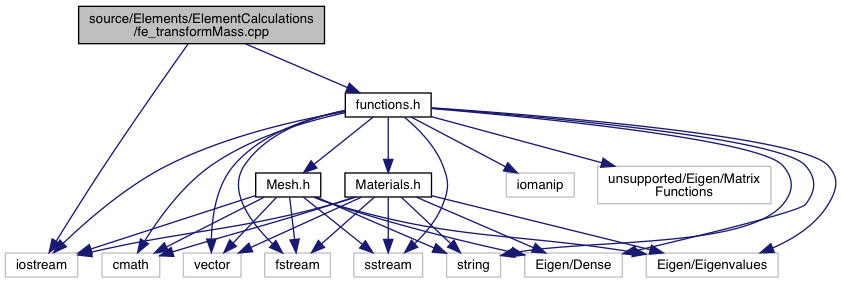 source/Elements/ElementCalculations
/fe_transformMass.cpp
functions.h
Mesh.h
Materials.h
iomanip
unsupported/Eigen/Matrix
Functions
iostream
cmath
vector
fstream
sstream
string
Eigen/Dense
Eigen/Eigenvalues